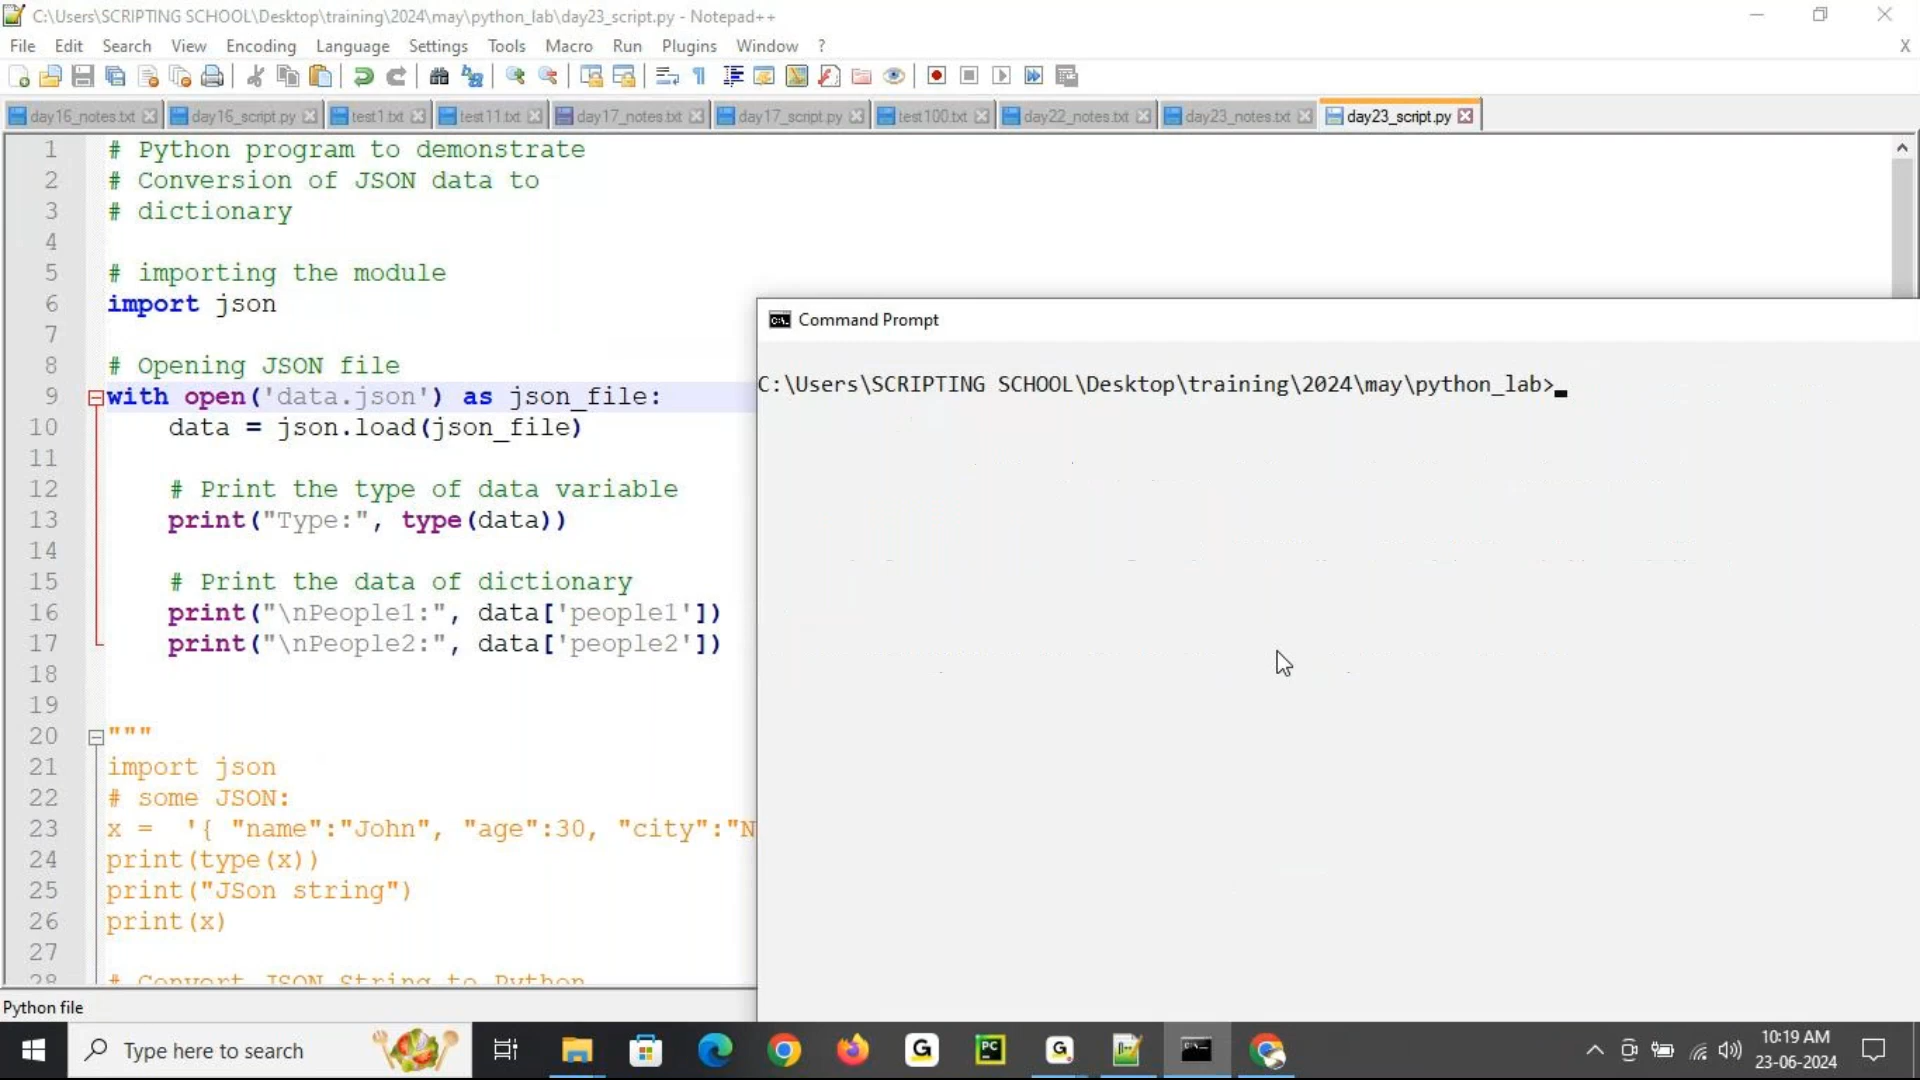 C:\Users\SCRIPTING SCHOOL\Desktop\training\2024\may\python_lab\day23_script.py - Notepad++
File Edit Search View Encoding Language Settings Tools Macro Run Plugins Window ? X
day16_notes.txt day16_script.py test1.txt test11.txt day17_notes.txt day17_script.py test100.txt day22_notes.txt day23_notes.txt day23_script.py
1 # Python program to demonstrate
2 # Conversion of JSON data to
3 # dictionary
4
5 # importing the module
6 import json
7
8 # Opening JSON file
9 with open('data.json') as json_file:
10 data = json.load(json_file)
11
12 # Print the type of data variable
13 print("Type:", type(data))
14
15 # Print the data of dictionary
16 print("\nPeople1:", data['people1'])
17 print("\nPeople2:", data['people2'])
18
19
20 """
21 import json
22 # some JSON:
23 x = '{ "name":"John", "age":30, "city":"N
24 print(type(x))
25 print("JSon string")
26 print(x)
27
28 # Convert JSON String to Python
Command Prompt
C:\Users\SCRIPTING SCHOOL\Desktop\training\2024\may\python_lab>
Python file
Type here to search
10:19 AM
23-06-2024